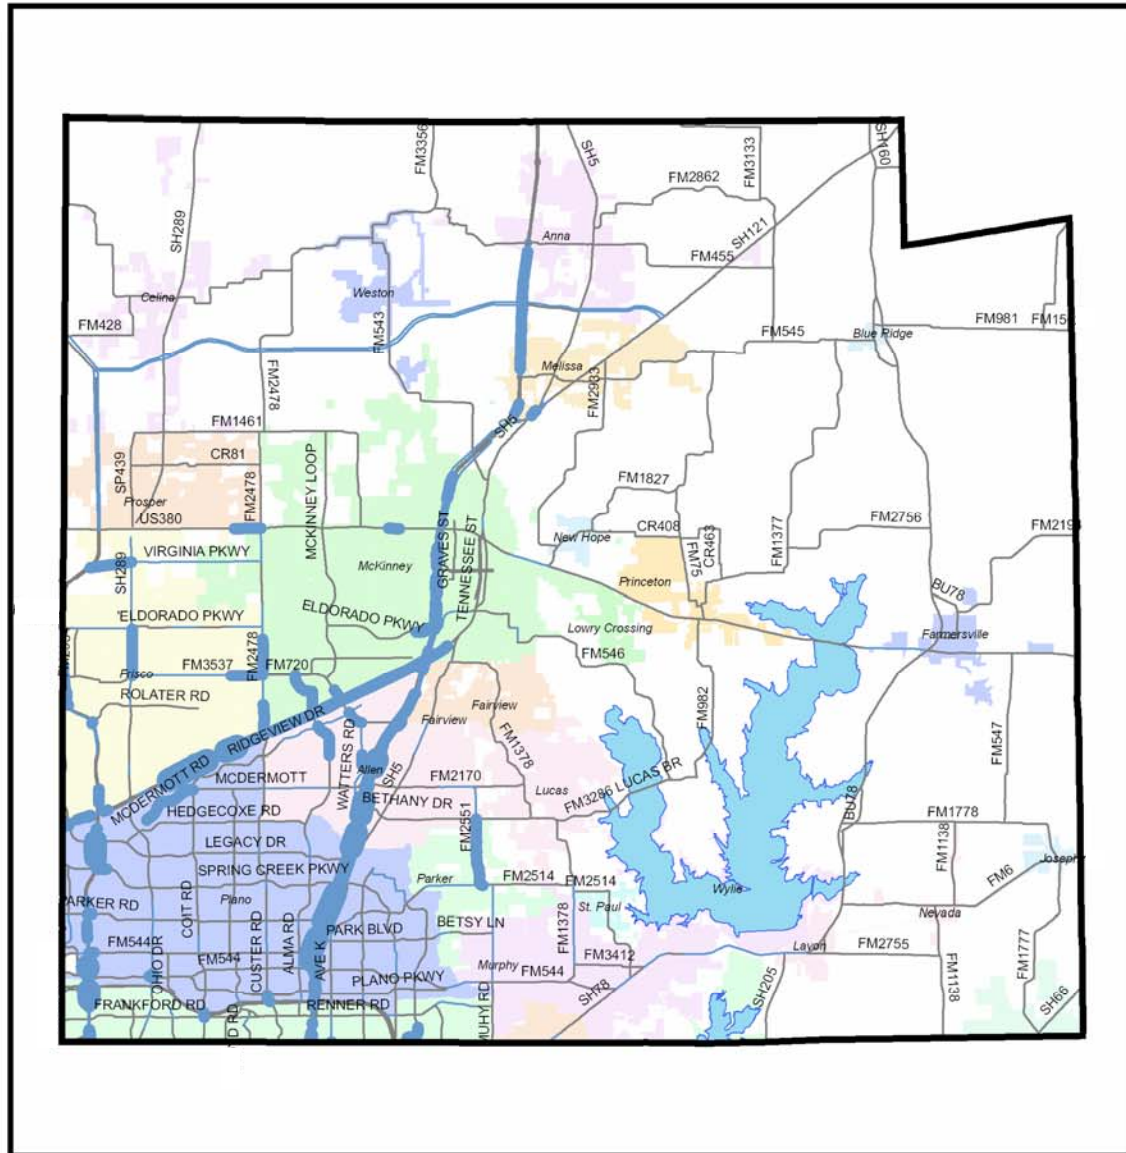 FM3356
SH5
FM3133
SH160
FM2862
SH289
SH121
Anna
FM455
Celina
Weston
FM428
FM543
FM545
Blue Ridge
FM981
FM15
Melissa
FM2478
FM2933
FM1461
SH5
CR81
MCKINNEY LOOP
SP439
FM2478
FM1827
Prosper
US380
GRAVES ST
TENNESSEE ST
CR408
CR463
FM75
FM1377
FM2756
FM219
New Hope
VIRGINIA PKWY
SH289
McKinney
Princeton
BU78
'ELDORADO PKWY
ELDORADO PKWY
Lowry Crossing
Farmersville
FM546
FM3537
FM2478
FM720
Frisco
ROLATER RD
FM982
Fairview
Fairview
FM547
RIDGEVIEW DR
WATTERS RD
FM1378
MCDERMOTT RD
MCDERMOTT
Allen
SH5
FM2170
Lucas
FM3286 LUCAS BR
BETHANY DR
HEDGECOXE RD
FM2551
BU78
FM1778
LEGACY DR
FM1138
SPRING CREEK PKWY
Josephi
FM6
Parker
FM2514
FM2514
Wylie
PARKER RD
COIT RD
Plano
St. Paul
Nevada
CUSTER RD
ALMA RD
PARK BLVD
BETSY LN
FM1378
FM544
OHIO DR
FM544
AVE K
FM3412
Lavon
FM2755
Murphy
FM544
PLANO PKWY
SH78
SH205
FM1138
FM1777
FRANKFORD RD
RENNER RD
MUHY RD
SH66
D RD